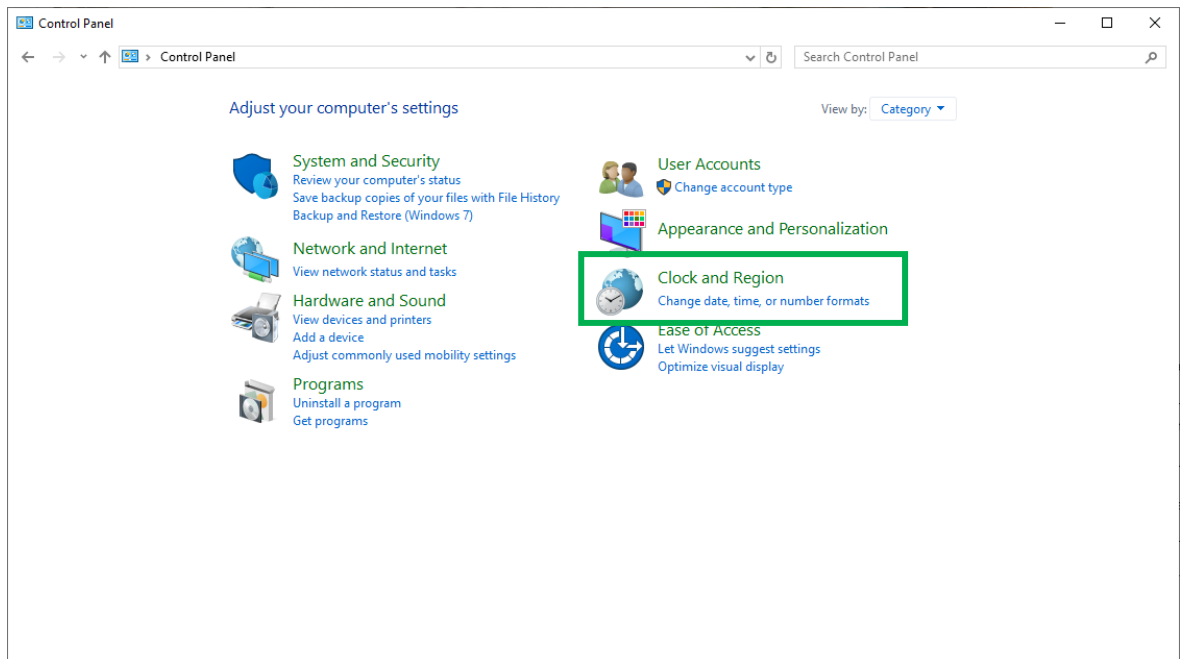 Control Panel
Control Panel
Search Control Panel
Adjust your computer's settings
View by: Category
System and Security
Review your computer's status
Save backup copies of your files with File History
Backup and Restore (Windows 7)
Network and Internet
View network status and tasks
Hardware and Sound
View devices and printers
Add a device
Adjust commonly used mobility settings
Programs
Uninstall a program
Get programs
User Accounts
Change account type
Appearance and Personalization
Clock and Region
Change date, time, or number formats
Ease of Access
Let Windows suggest settings
Optimize visual display